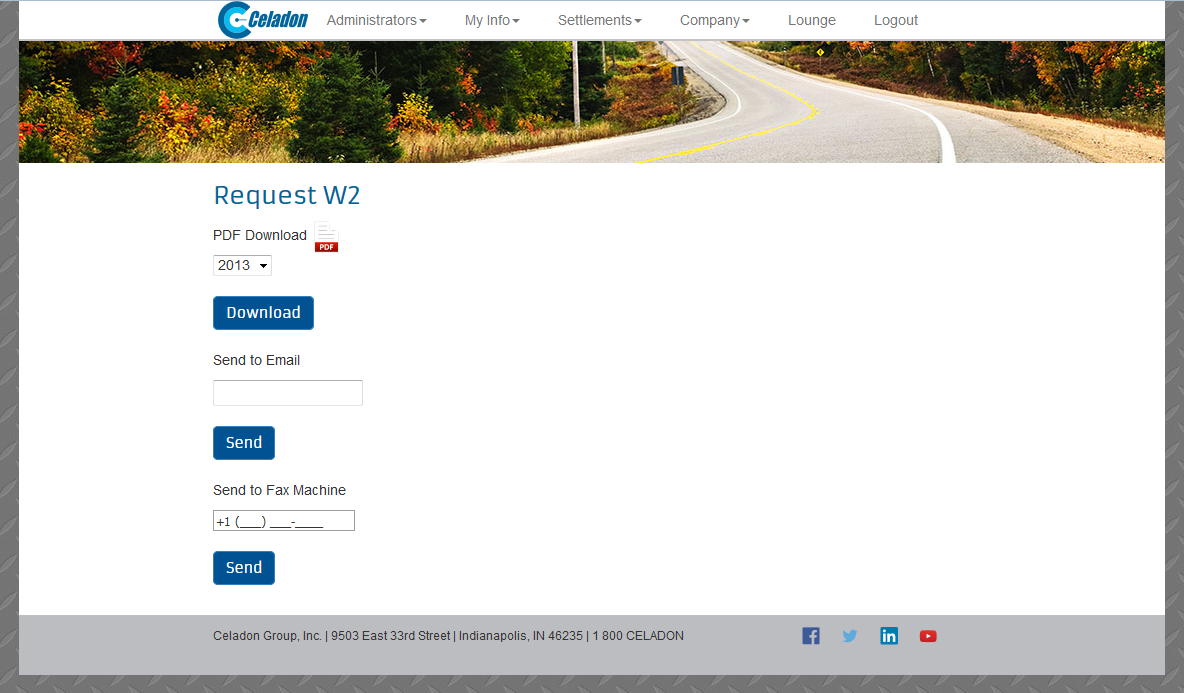 Celadon Administrators My Info Settlements Company Lounge Logout
Request W2
PDF Download PDF
2013
Download
Send to Email
Send
Send to Fax Machine
+1 (___) ___-____
Send
Celadon Group, Inc. | 9503 East 33rd Street | Indianapolis, IN 46235 | 1 800 CELADON